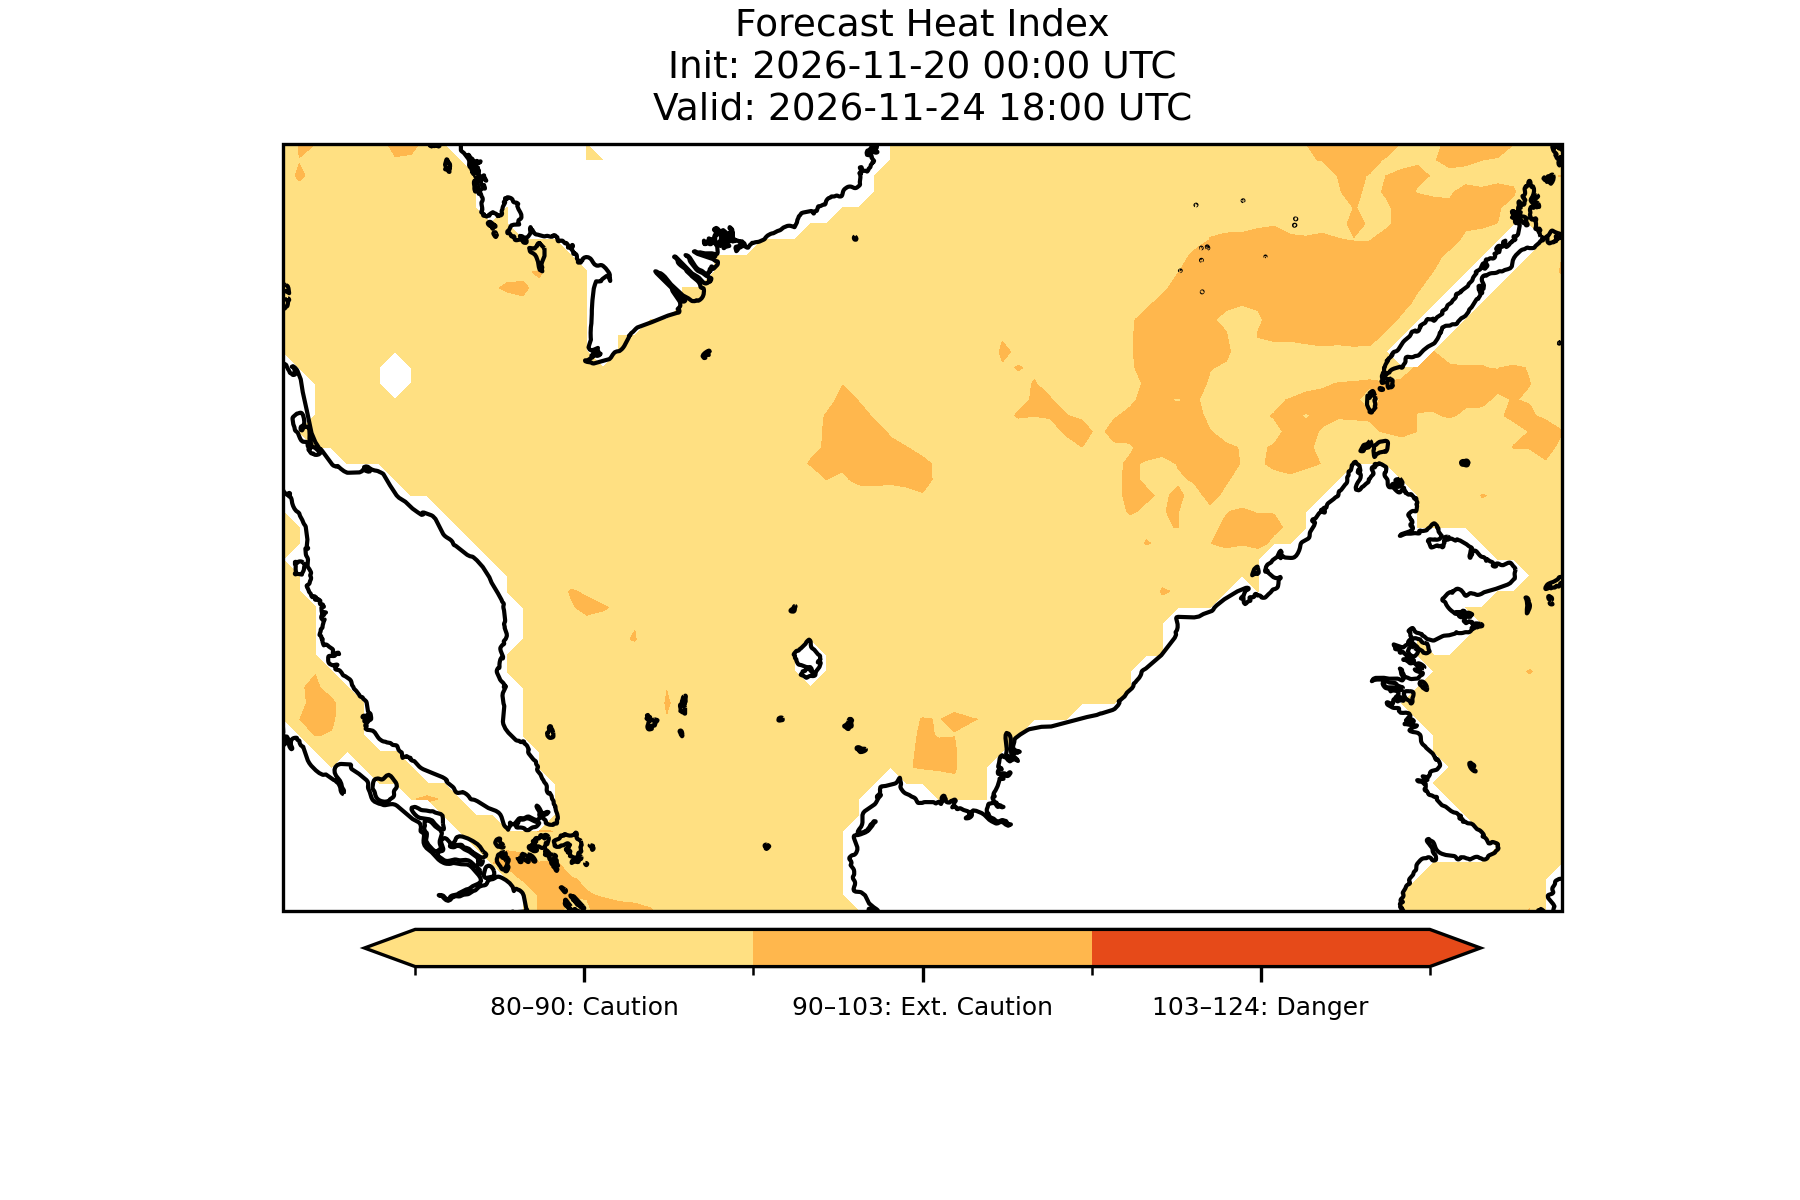 Forecast Heat Index
Init: 2026-11-20 00:00 UTC
Valid: 2026-11-24 18:00 UTC
80–90: Caution
90–103: Ext. Caution
103–124: Danger